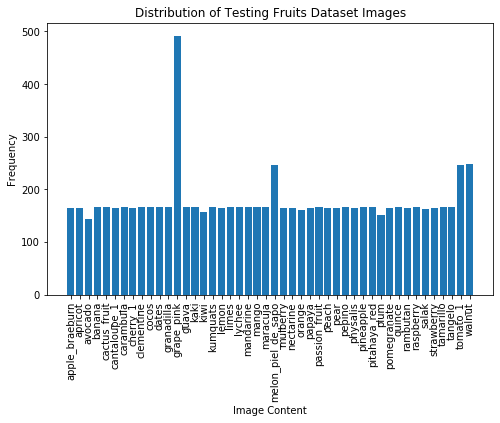 Distribution of Testing Fruits Dataset Images
Frequency
500
400
300
200
100
0
apple_braeburn
apricot
avocado
banana
cactus_fruit
cantaloupe_1
carambula
cherry_1
clementine
cocos
dates
granadilla
grape_pink
guava
kaki
kiwi
kumquats
lemon
limes
lychee
mandarine
mango
maracuja
melon_piel_de_sapo
mulberry
nectarine
orange
papaya
passion_fruit
peach
pear
pepino
physalis
pineapple
pitahaya_red
plum
pomegranate
quince
rambutan
raspberry
salak
strawberry
tamarillo
tangelo
tomato_1
walnut
Image Content